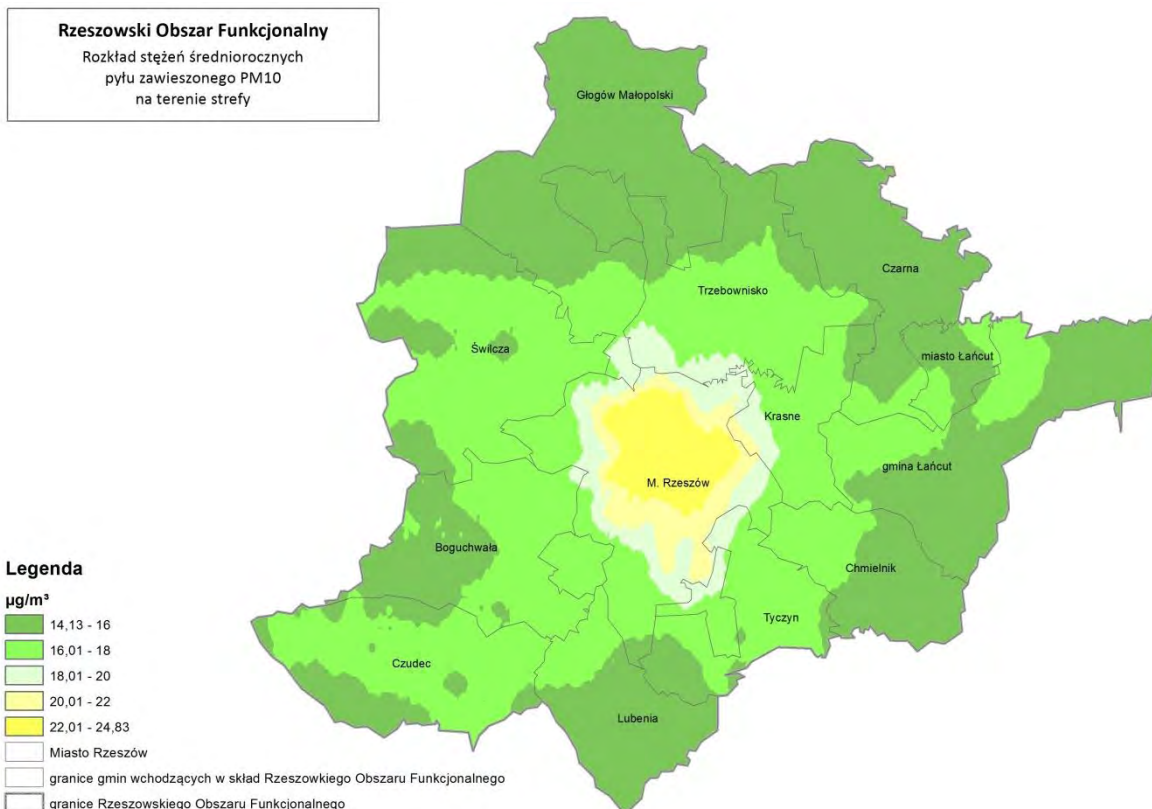 Rzeszowski Obszar Funkcjonalny
Rozkład stężeń średniorocznych
pyłu zawieszonego PM10
na terenie strefy
Głogów Małopolski
Czarna
Trzebownisko
Świlcza
miasto Łańcut
Krasne
gmina Łańcut
M. Rzeszów
Boguchwała
Chmielnik
Tyczyn
Czudec
Lubenia
Legenda
µg/m³
14,13 - 16
16,01 - 18
18,01 - 20
20,01 - 22
22,01 - 24,83
Miasto Rzeszów
granice gmin wchodzących w skład Rzeszowkiego Obszaru Funkcjonalnego
granice Rzeszowskiego Obszaru Funkcjonalnego